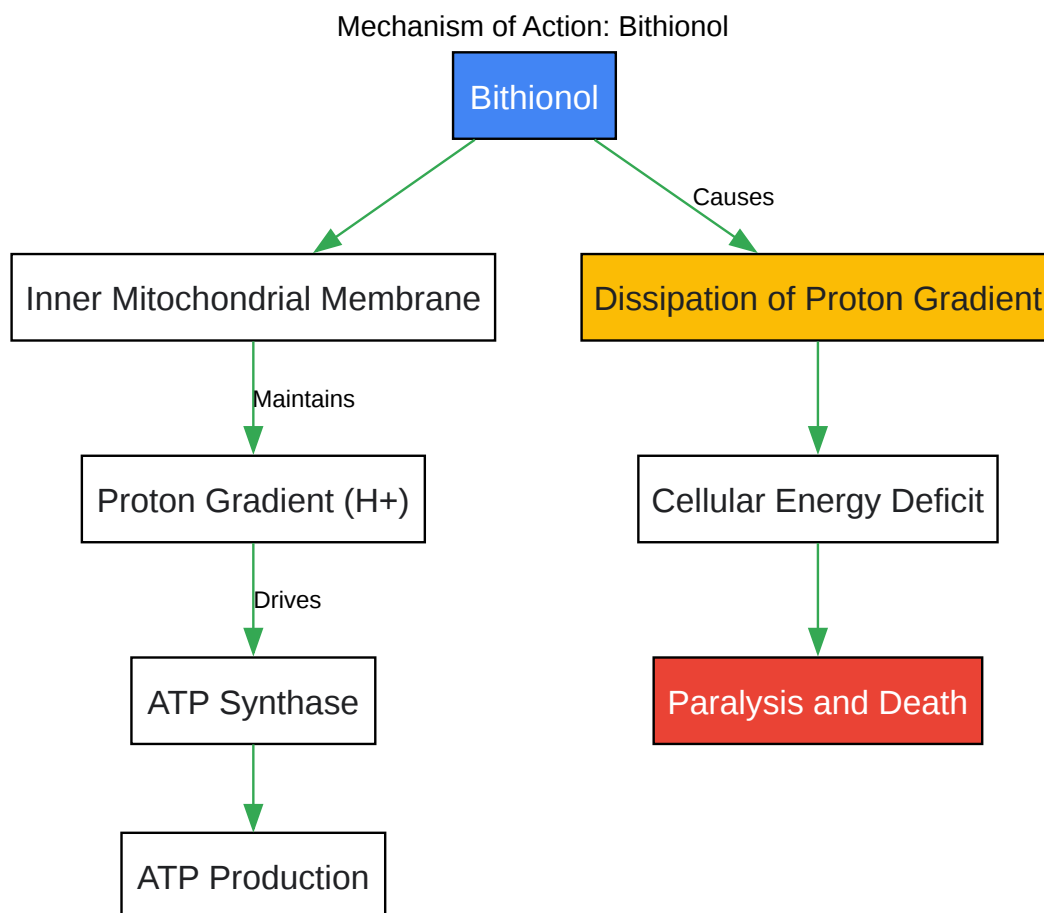 Mechanism of Action: Bithionol
Bithionol
Causes
Inner Mitochondrial Membrane
Dissipation of Proton Gradient
Maintains
Proton Gradient (H+)
Cellular Energy Deficit
Drives
ATP Synthase
Paralysis and Death
ATP Production